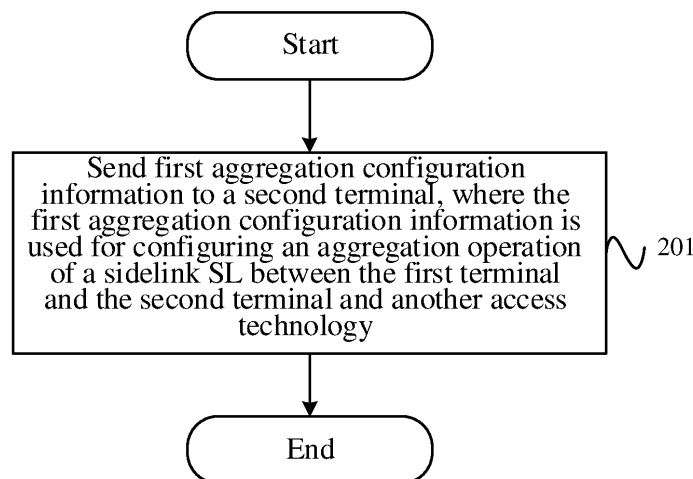 Start
Send first aggregation configuration
information to a second terminal, where the
first aggregation configuration information is
used for configuring an aggregation operation
of a sidelink SL between the first terminal
and the second terminal and another access
technology
201
End